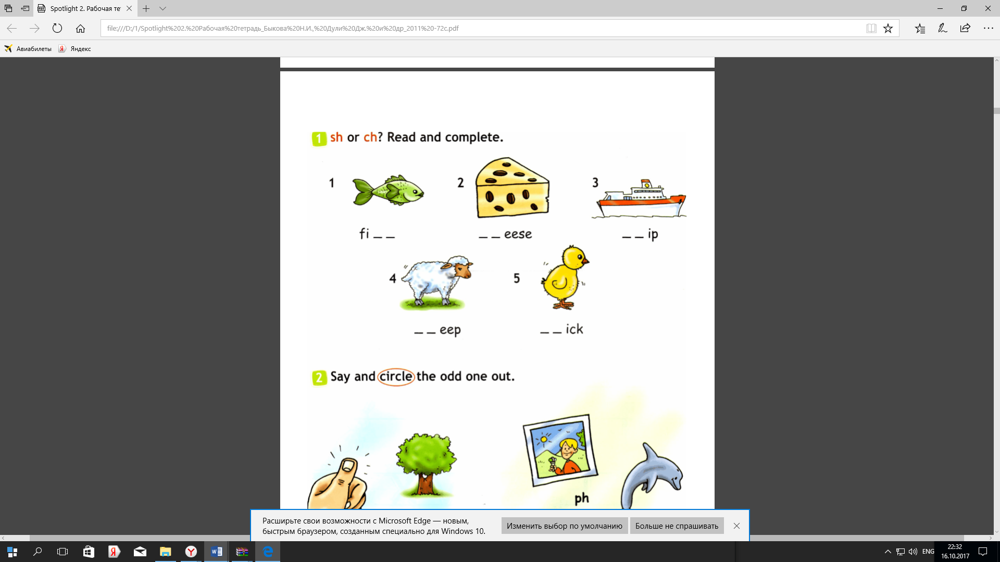 Spotlight 2. Рабочая те
file:///D:/1/Spotlight%202.%20Рабочая%20тетрадь_Быкова%20Н.И.,%20Дули%20Дж.%20и%20др_2011%20-72с.pdf
Авиабилеты Яндекс
1 sh or ch? Read and complete.
1 2 3
fi _ _ _ _ eese _ _ ip
4 5
_ _ eep _ _ ick
2 Say and circle the odd one out.
ph
Расширьте свои возможности с Microsoft Edge — новым,
быстрым браузером, созданным специально для Windows 10.
Изменить выбор по умолчанию Больше не спрашивать
ENG
22:32
16.10.2017